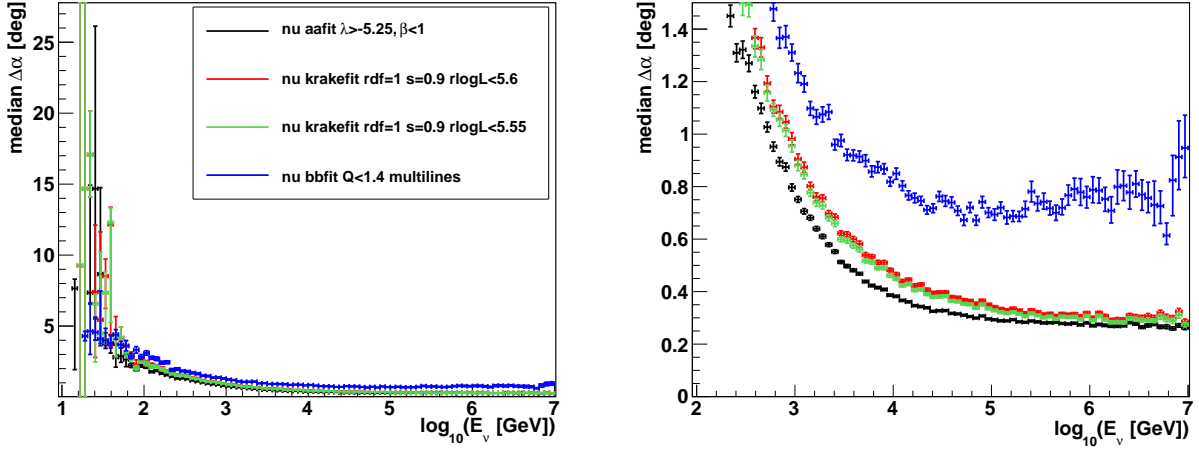 median Δα [deg]
25
20
15
10
5
nu aafit λ>-5.25, β<1
nu krakefit rdf=1 s=0.9 rlogL<5.6
nu krakefit rdf=1 s=0.9 rlogL<5.55
nu bbfit Q<1.4 multilines
1 2 3 4 5 6 7
log10(Eν [GeV])
median Δα [deg]
1.4
1.2
1
0.8
0.6
0.4
0.2
0
2 3 4 5 6 7
log10(Eν [GeV])